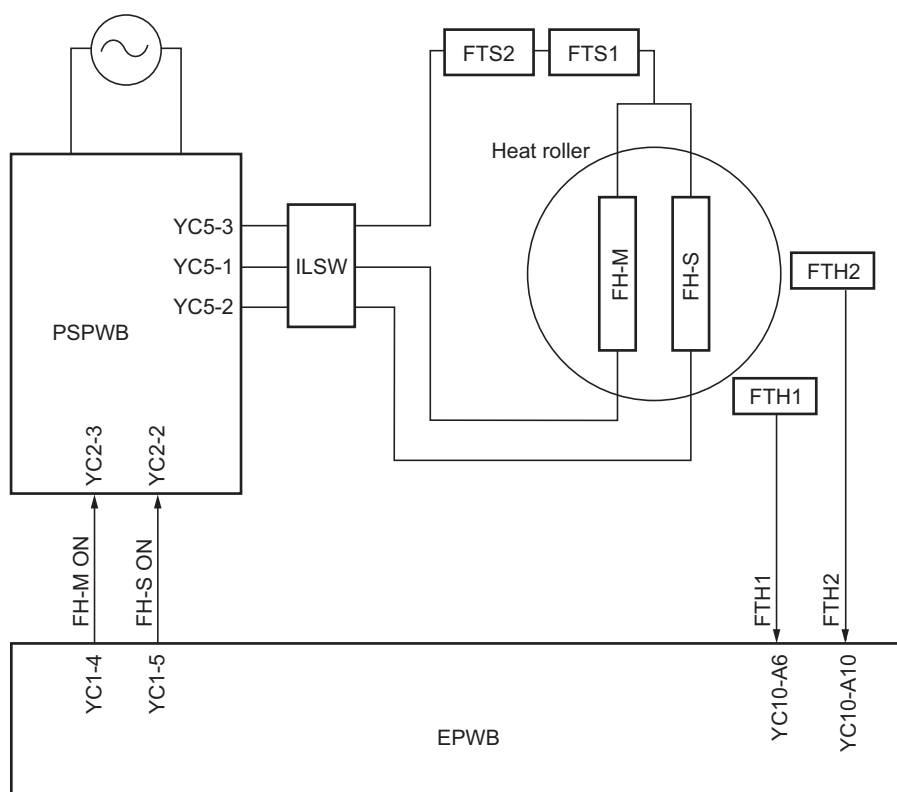 FTS2
FTS1
Heat roller
YC5-3
YC5-1
YC5-2
ILSW
FH-M
FH-S
FTH2
PSPWB
FTH1
YC2-3
YC2-2
FH-M ON
FH-S ON
FTH1
FTH2
YC1-4
YC1-5
YC10-A6
YC10-A10
EPWB